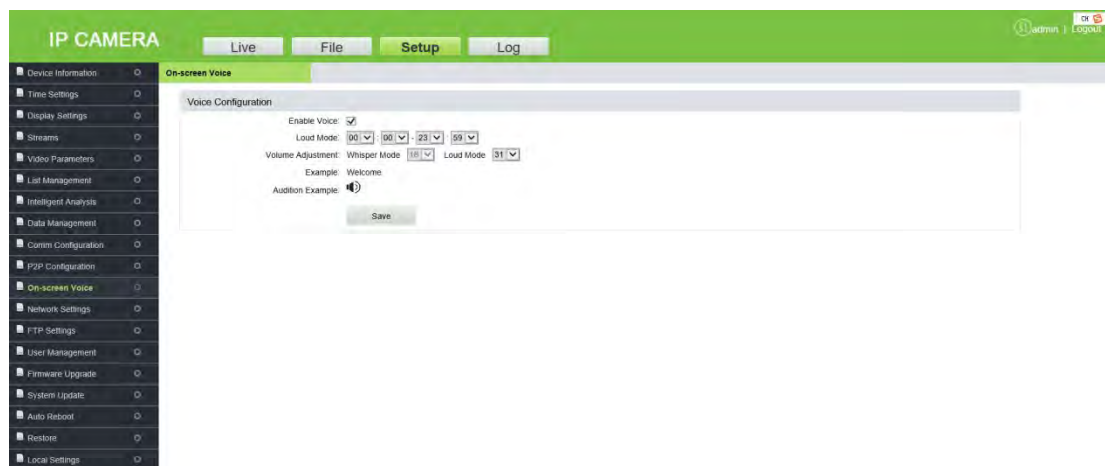 IP CAMERA
Live File Setup Log
admin | Logout
Device Information
Time Settings
Display Settings
Streams
Video Parameters
List Management
Intelligent Analysis
Data Management
Comm Configuration
P2P Configuration
On-screen Voice
Network Settings
FTP Settings
User Management
Firmware Upgrade
System Update
Auto Reboot
Restore
Local Settings
On-screen Voice
Voice Configuration
Enable Voice:
Loud Mode: 00 : 00 - 23 : 59
Volume Adjustment: Whisper Mode 16 Loud Mode 31
Example: Welcome
Audition Example:
Save